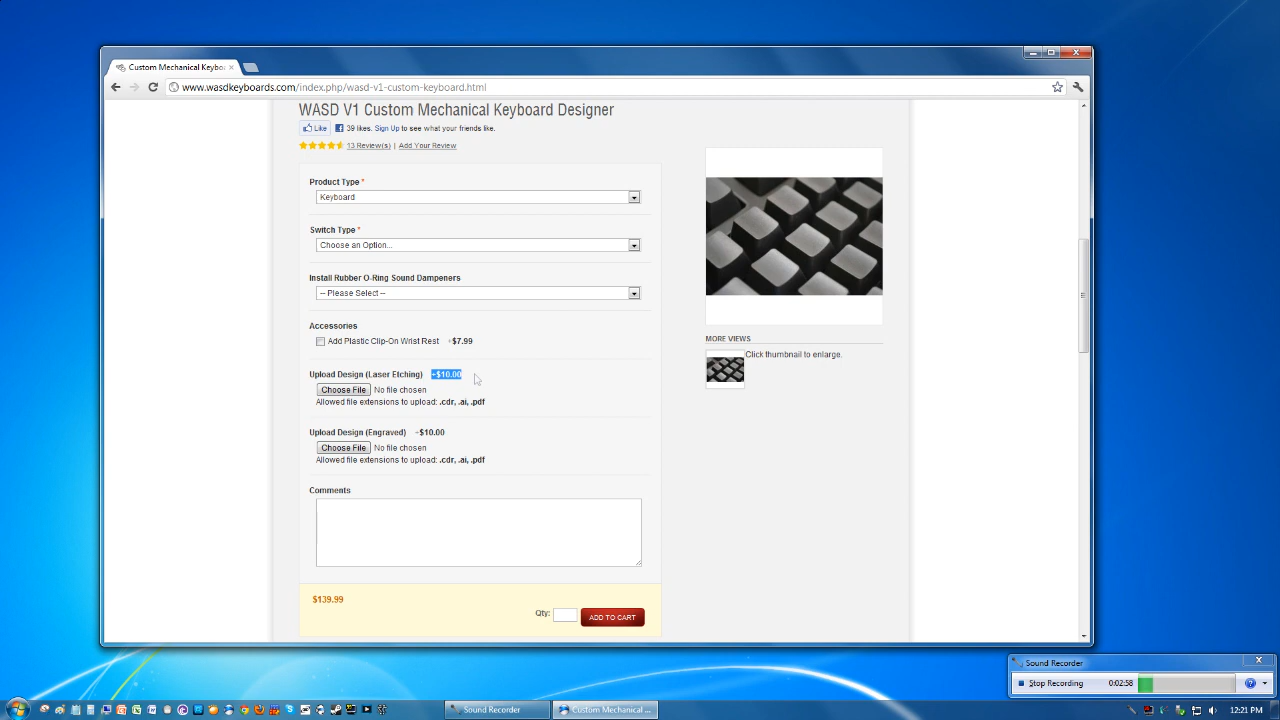 Custom Mechanical Keybo
www.wasdkeyboards.com/index.php/wasd-v1-custom-keyboard.html
WASD V1 Custom Mechanical Keyboard Designer
Like 39 likes. Sign Up to see what your friends like.
13 Review(s) | Add Your Review
Product Type *
Keyboard
Switch Type *
Choose an Option...
Install Rubber O-Ring Sound Dampeners
-- Please Select --
Accessories
Add Plastic Clip-On Wrist Rest +$7.99
MORE VIEWS
Click thumbnail to enlarge.
Upload Design (Laser Etching) +$10.00
Choose File No file chosen
Allowed file extensions to upload: .cdr, .ai, .pdf
Upload Design (Engraved) +$10.00
Choose File No file chosen
Allowed file extensions to upload: .cdr, .ai, .pdf
Comments
$139.99
Qty: ADD TO CART
Sound Recorder
Stop Recording 0:02:58
Sound Recorder
Custom Mechanical ...
12:21 PM